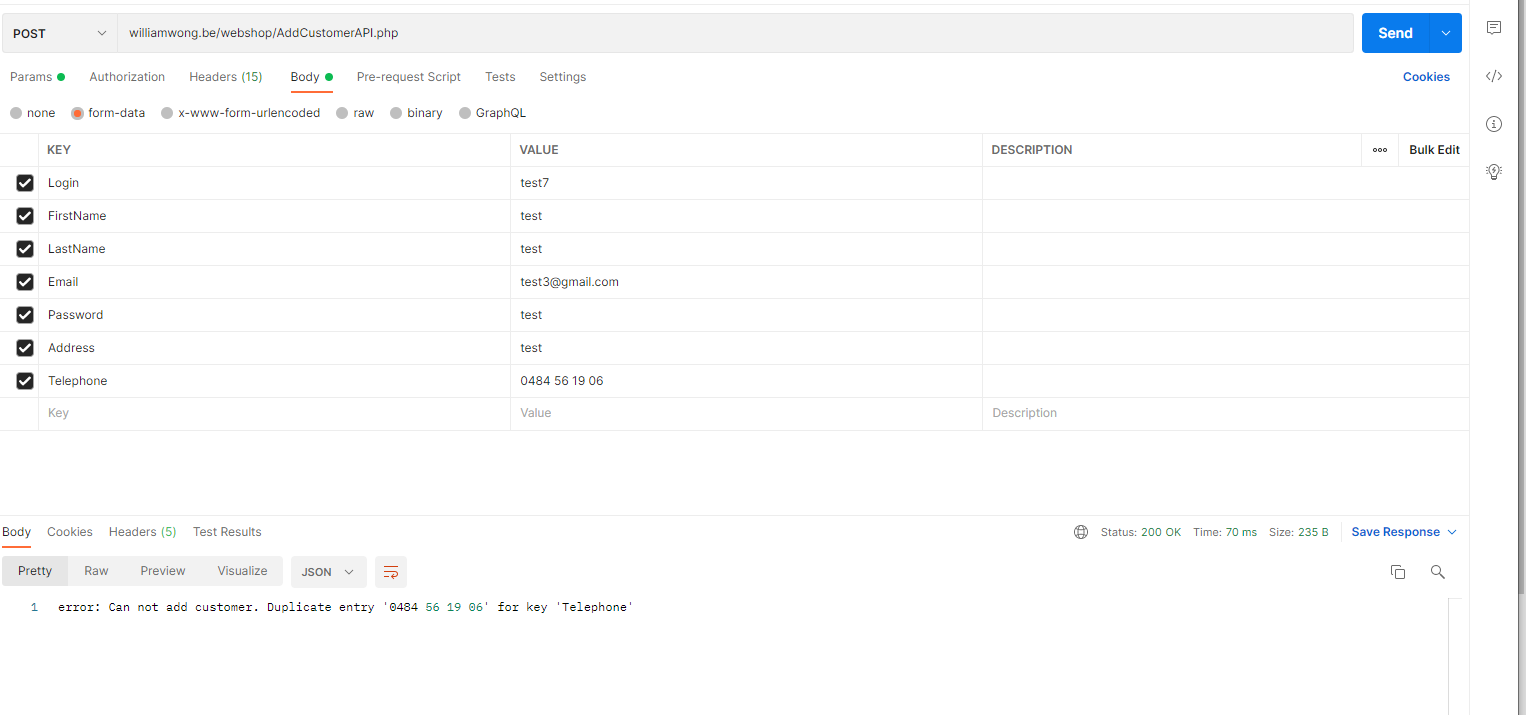 POST williamwong.be/webshop/AddCustomerAPI.php Send
Params Authorization Headers (15) Body Pre-request Script Tests Settings Cookies
none form-data x-www-form-urlencoded raw binary GraphQL
KEY VALUE DESCRIPTION ooo Bulk Edit
Login test7
FirstName test
LastName test
Email test3@gmail.com
Password test
Address test
Telephone 0484 56 19 06
Key Value Description
Body Cookies Headers (5) Test Results Status: 200 OK Time: 70 ms Size: 235 B Save Response
Pretty Raw Preview Visualize JSON
1 error: Can not add customer. Duplicate entry '0484 56 19 06' for key 'Telephone'